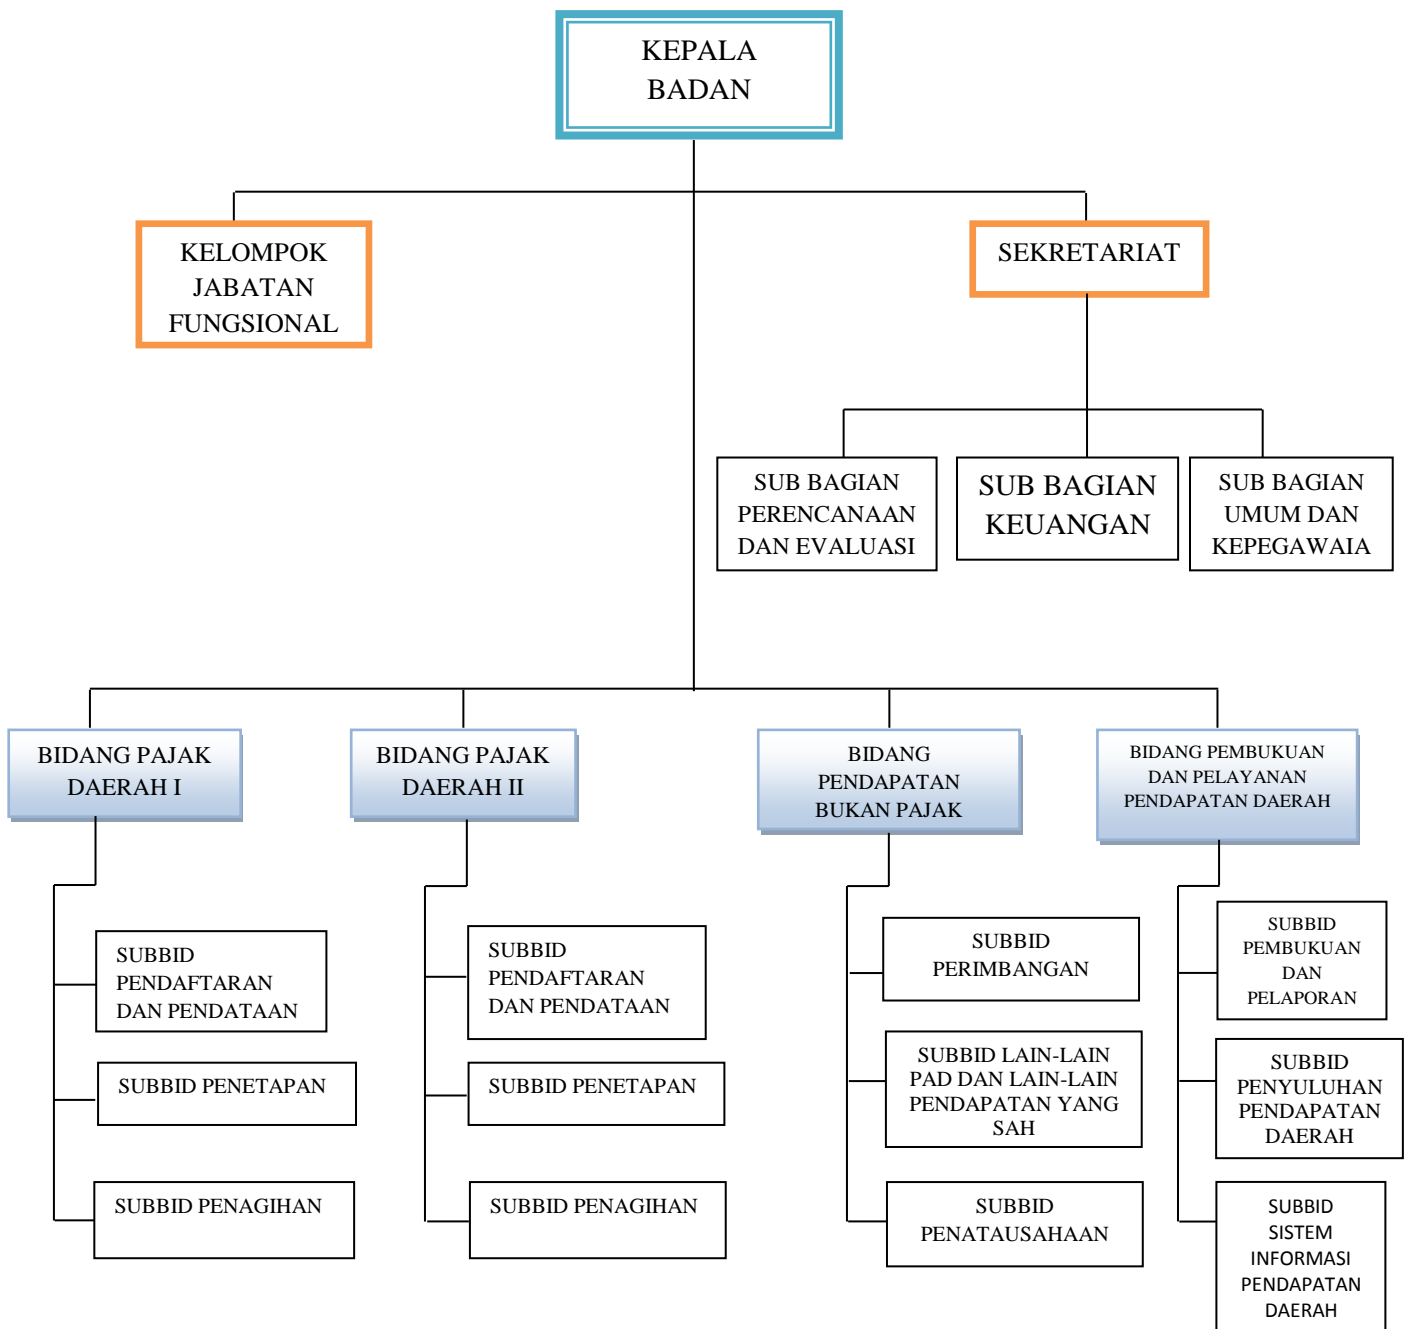 KEPALA
BADAN
KELOMPOK
JABATAN
FUNGSIONAL
SEKRETARIAT
SUB BAGIAN
PERENCANAAN
DAN EVALUASI
SUB BAGIAN
KEUANGAN
SUB BAGIAN
UMUM DAN
KEPEGAWAIA
BIDANG PAJAK
DAERAH I
BIDANG PAJAK
DAERAH II
BIDANG
PENDAPATAN
BUKAN PAJAK
BIDANG PEMBUKUAN
DAN PELAYANAN
PENDAPATAN DAERAH
SUBBID
PENDAFTARAN
DAN PENDATAAN
SUBBID PENETAPAN
SUBBID PENAGIHAN
SUBBID
PENDAFTARAN
DAN PENDATAAN
SUBBID PENETAPAN
SUBBID PENAGIHAN
SUBBID
PERIMBANGAN
SUBBID LAIN-LAIN
PAD DAN LAIN-LAIN
PENDAPATAN YANG
SAH
SUBBID
PENATAUSAHAAN
SUBBID
PEMBUKUAN
DAN
PELAPORAN
SUBBID
PENYULUHAN
PENDAPATAN
DAERAH
SUBBID
SISTEM
INFORMASI
PENDAPATAN
DAERAH